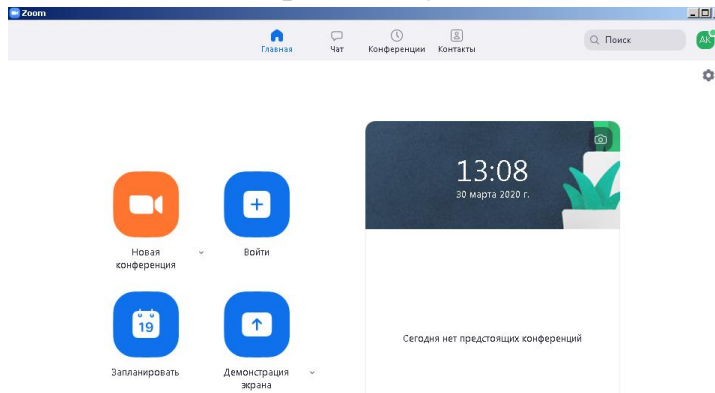 Zoom
Главная
Чат
Конференции
Контакты
Поиск
АК
13:08
30 марта 2020 г.
Новая
конференция
Войти
19
Запланировать
Демонстрация
экрана
Сегодня нет предстоящих конференций